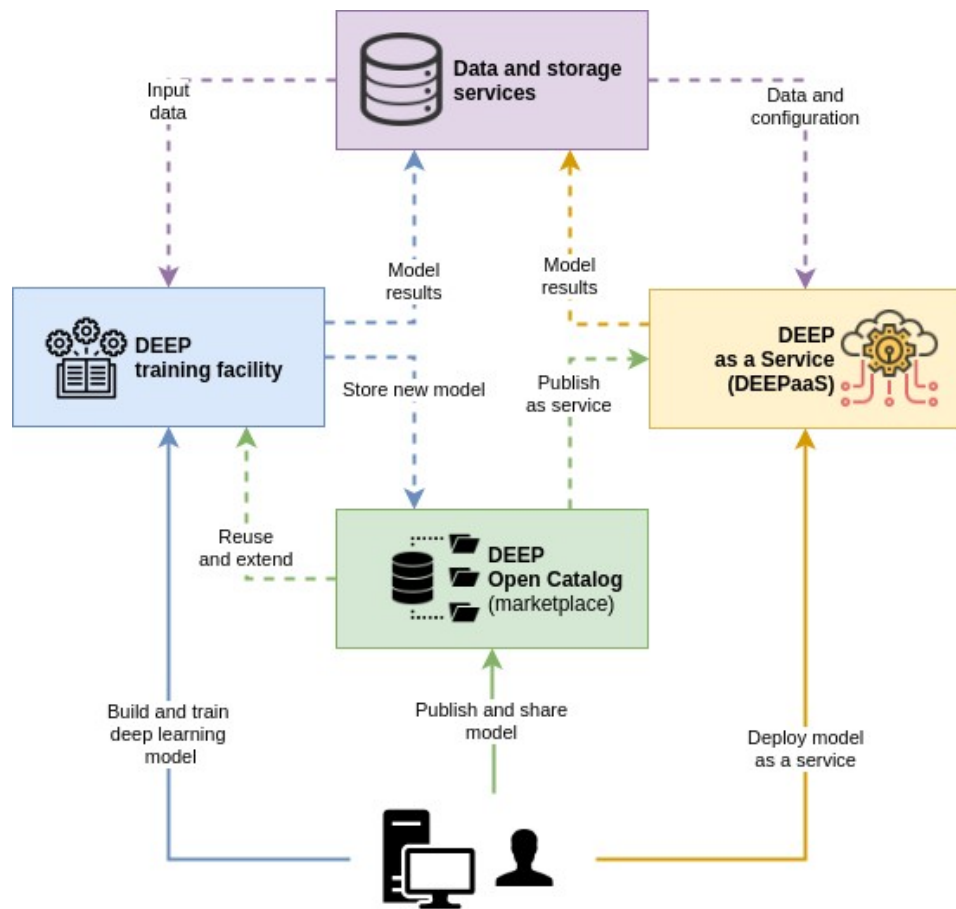 Data and storage
services
Input
data
Data and
configuration
Model
results
Model
results
DEEP
training facility
DEEP
as a Service
(DEEPaaS)
Store new model
Publish
as service
Reuse
and extend
DEEP
Open Catalog
(marketplace)
Build and train
deep learning
model
Publish and share
model
Deploy model
as a service